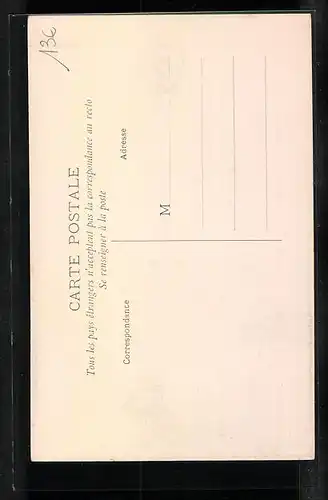 136
CARTE POSTALE
Tous les pays étrangers n'acceptent pas la correspondance au recto
Se renseigner à la poste
Correspondance
Adresse
M